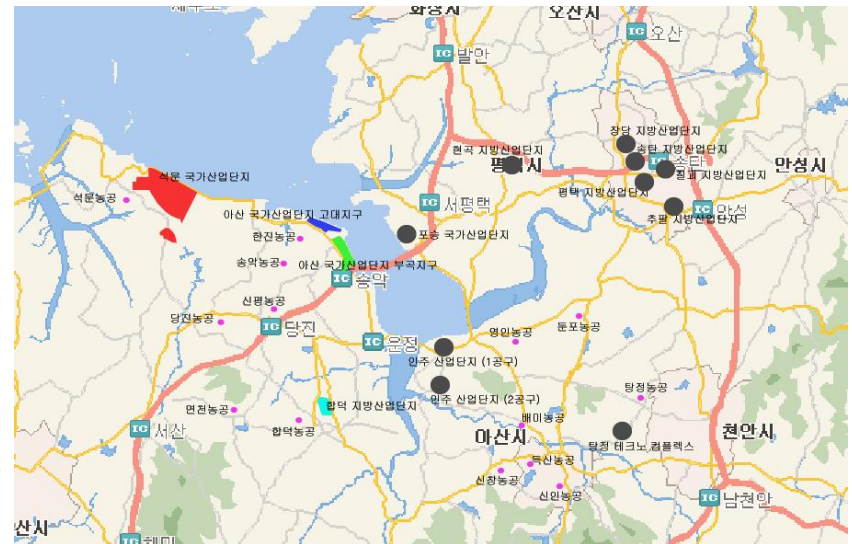 화성시
오산시
IC 오산
IC 발안
장당 지방산업단지
현곡 지방산업단지
송탄 지방산업단지
평택시
IC 송탄
안성시
석문 국가산업단지
칠괴 지방산업단지
평택 지방산업단지
석문농공
IC 서평택
IC 안성
아산 국가산업단지 고대지구
추팔 지방산업단지
한진농공
포승 국가산업단지
송악농공
아산 국가산업단지 부곡지구
IC 송악
신평농공
당진농공
IC 당진
둔포농공
영인농공
IC 운정
인주 산업단지 (1공구)
탕정농공
인주 산업단지 (2공구)
면천농공
합덕 지방산업단지
합덕농공
배미농공
IC 서산
아산시
천안시
탕정 테크노 컴플렉스
득산농공
신창농공
신인농공
IC 남천안
산시
IC 해미